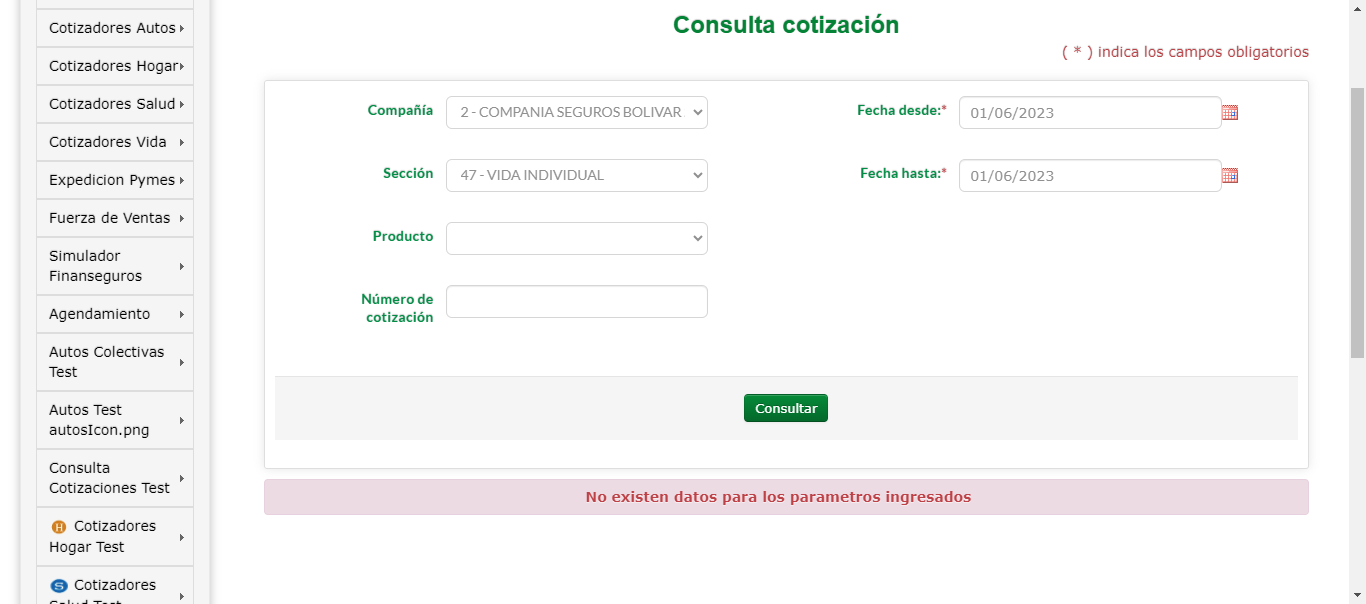 Cotizadores Autos
Cotizadores Hogar
Cotizadores Salud
Cotizadores Vida
Expedicion Pymes
Fuerza de Ventas
Simulador
Finanseguros
Agendamiento
Autos Colectivas
Test
Autos Test
autosIcon.png
Consulta
Cotizaciones Test
H Cotizadores
Hogar Test
S Cotizadores
Salud Test
Consulta cotización
( * ) indica los campos obligatorios
Compañía 2 - COMPANIA SEGUROS BOLIVAR
Fecha desde:* 01/06/2023
Sección 47 - VIDA INDIVIDUAL
Fecha hasta:* 01/06/2023
Producto
Número de
cotización
Consultar
No existen datos para los parametros ingresados